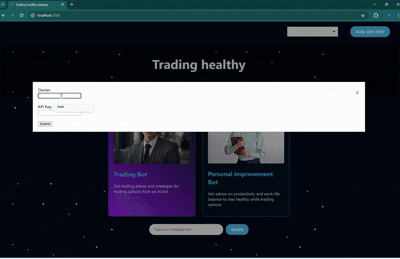 localhost:3000
ADD API KEY
Trading healthy
Owner:
API Key
Submit
Trading Bot
Get trading advice and strategies for trading options from an AI bot
Personal Improvement
Bot
Get advice on productivity and work-life
balance to stay healthy while trading
options.
Type your message here